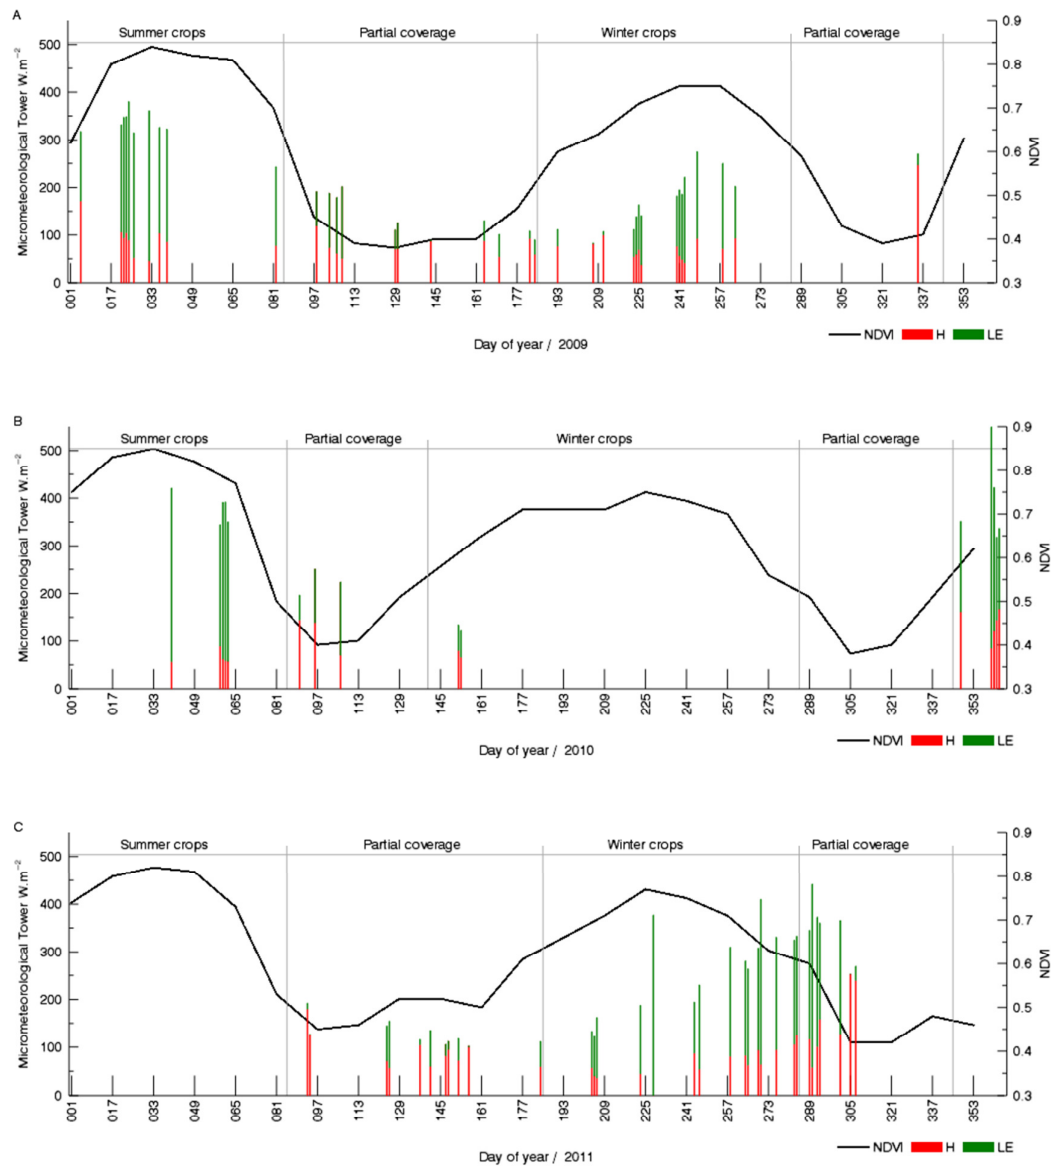 A
Summer crops Partial coverage Winter crops Partial coverage
Micrometeorological Tower W.m⁻²
500 400 300 200 100 0
0.9 0.8 0.7 0.6 0.5 0.4 0.3
NDVI
001 017 033 049 065 081 097 113 129 145 161 177 193 209 225 241 257 273 289 305 321 337 353
NDVI H LE
Day of year / 2009
B
Summer crops Partial coverage Winter crops Partial coverage
Micrometeorological Tower W.m⁻²
500 400 300 200 100 0
0.9 0.8 0.7 0.6 0.5 0.4 0.3
NDVI
001 017 033 049 065 081 097 113 129 145 161 177 193 209 225 241 257 273 289 305 321 337 353
NDVI H LE
Day of year / 2010
C
Summer crops Partial coverage Winter crops Partial coverage
Micrometeorological Tower W.m⁻²
500 400 300 200 100 0
0.9 0.8 0.7 0.6 0.5 0.4 0.3
NDVI
001 017 033 049 065 081 097 113 129 145 161 177 193 209 225 241 257 273 289 305 321 337 353
NDVI H LE
Day of year / 2011